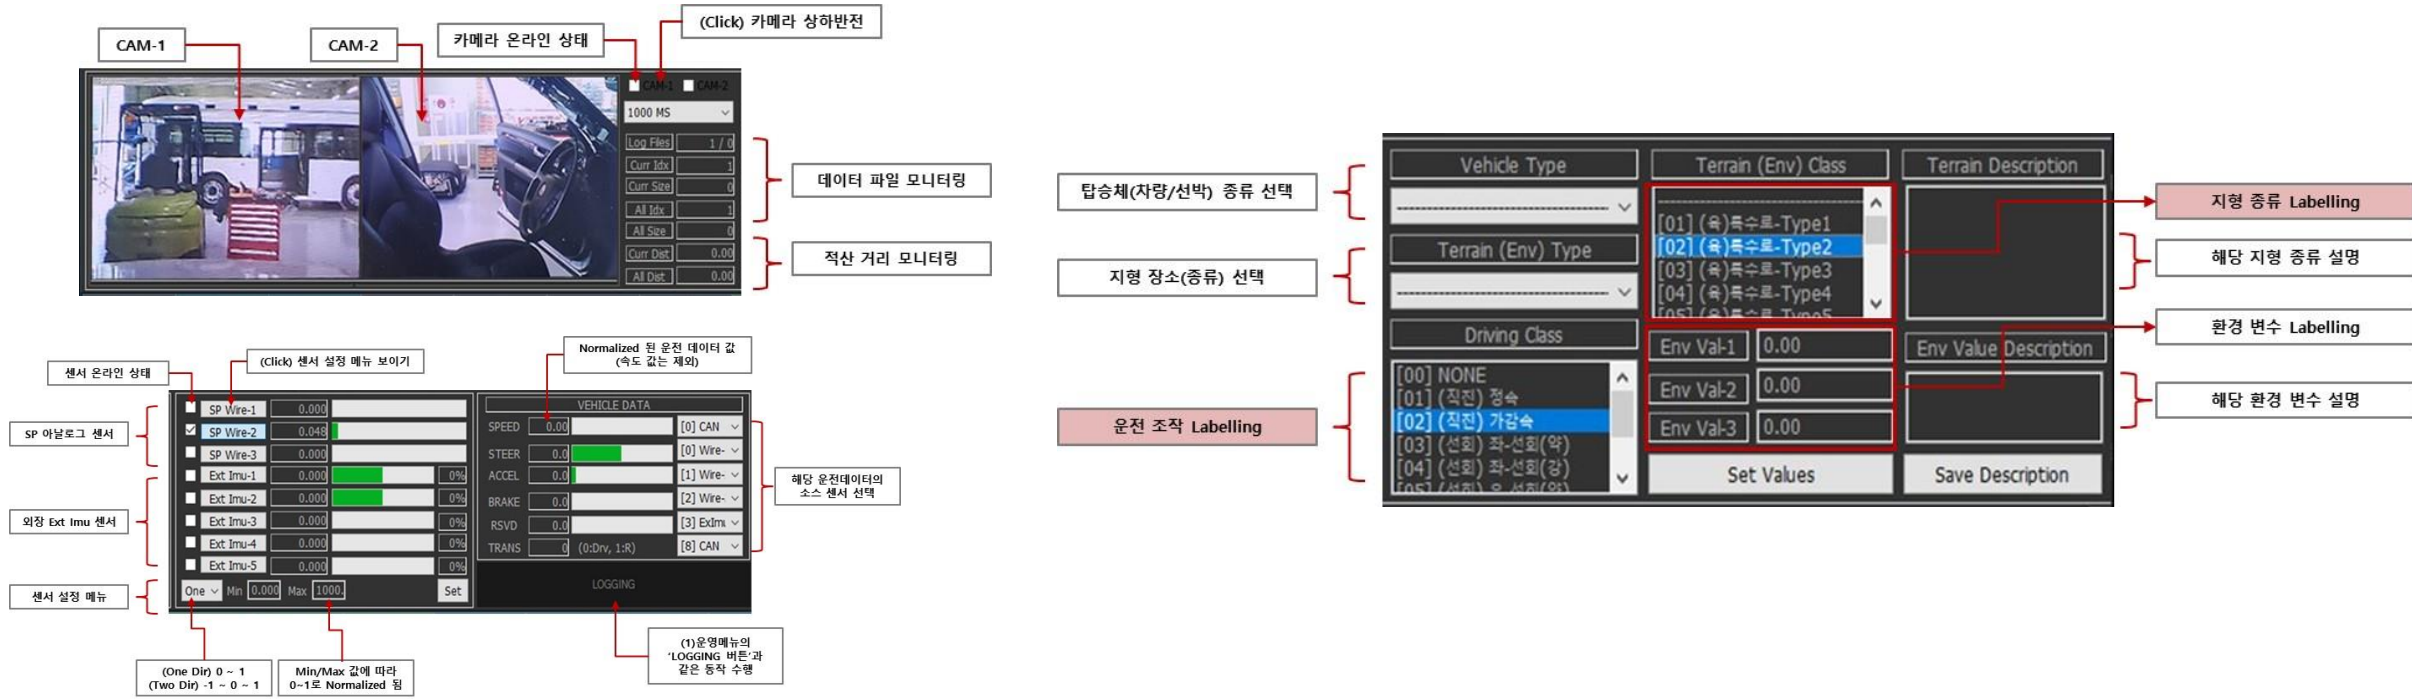 (Click) 카메라 상하반전
CAM-1
CAM-2
카메라 온라인 상태
CAM-1
CAM-2
1000 MS
Log Files 1 / 0
Curr Idx 1
Curr Size 0
All Idx 1
All Size 0
Curr Dist 0.00
All Dist 0.00
데이터 파일 모니터링
적산 거리 모니터링
(Click) 센서 설정 메뉴 보이기
Normalized 된 운전 데이터 값
(속도 값는 제외)
센서 온라인 상태
SP 아날로그 센서
외장 Ext Imu 센서
센서 설정 메뉴
SP Wire-1 0.000
SP Wire-2 0.048
SP Wire-3 0.000
Ext Imu-1 0.000 0%
Ext Imu-2 0.000 0%
Ext Imu-3 0.000 0%
Ext Imu-4 0.000 0%
Ext Imu-5 0.000 0%
One Min 0.000 Max 1000. Set
VEHICLE DATA
SPEED 0.00 [0] CAN
STEER 0.0 [0] Wire-
ACCEL 0.0 [1] Wire-
BRAKE 0.0 [2] Wire-
RSVD 0.0 [3] ExIm
TRANS 0 (0:Drv, 1:R) [8] CAN
LOGGING
해당 운전데이터의
소스 센서 선택
(One Dir) 0 ~ 1
(Two Dir) -1 ~ 0 ~ 1
Min/Max 값에 따라
0~1로 Normalized 됨
(1)운영메뉴의
'LOGGING 버튼'과
같은 동작 수행
탑승체(차량/선박) 종류 선택
지형 장소(종류) 선택
운전 조작 Labelling
Vehicle Type
Terrain (Env) Type
Driving Class
[00] NONE
[01] (직진) 정속
[02] (직진) 가감속
[03] (선회) 좌-선회(약)
[04] (선회) 좌-선회(강)
[05] (선회) 우-선회(약)
Terrain (Env) Class
[01] (육)특수로-Type1
[02] (육)특수로-Type2
[03] (육)특수로-Type3
[04] (육)특수로-Type4
[05] (육)특수로-Type5
Env Val-1 0.00
Env Val-2 0.00
Env Val-3 0.00
Set Values
Terrain Description
Env Value Description
Save Description
지형 종류 Labelling
해당 지형 종류 설명
환경 변수 Labelling
해당 환경 변수 설명